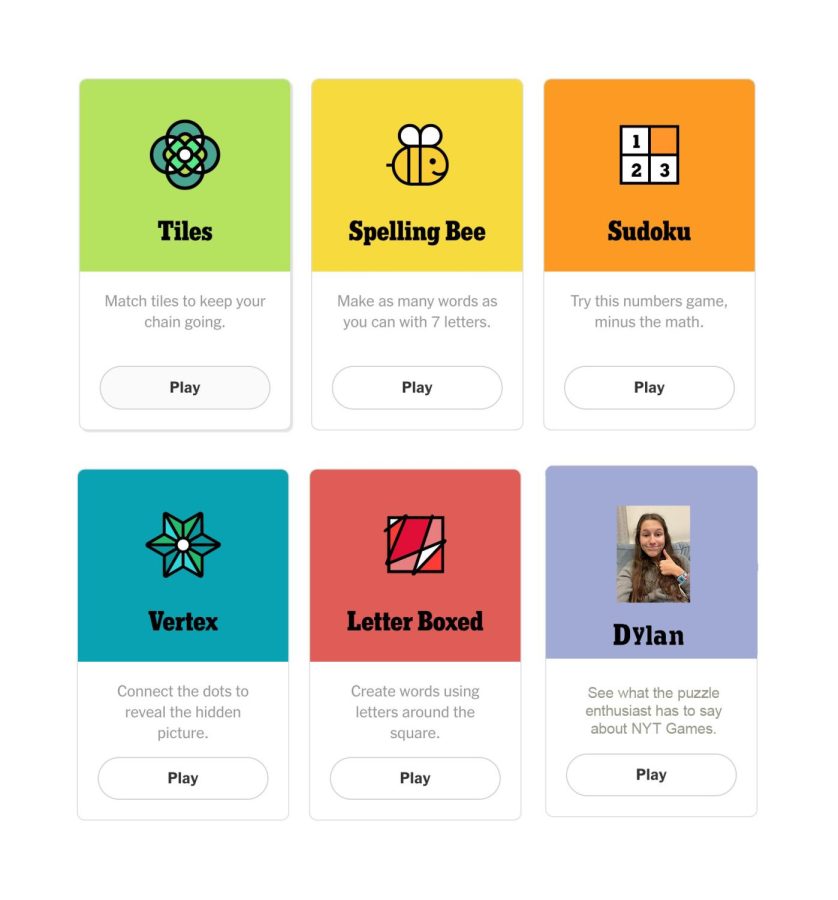 Tiles
Match tiles to keep your
chain going.
Play
Spelling Bee
Make as many words as
you can with 7 letters.
Play
1
2 3
Sudoku
Try this numbers game,
minus the math.
Play
Vertex
Connect the dots to
reveal the hidden
picture.
Play
Letter Boxed
Create words using
letters around the
square.
Play
Dylan
See what the puzzle
enthusiast has to say
about NYT Games.
Play